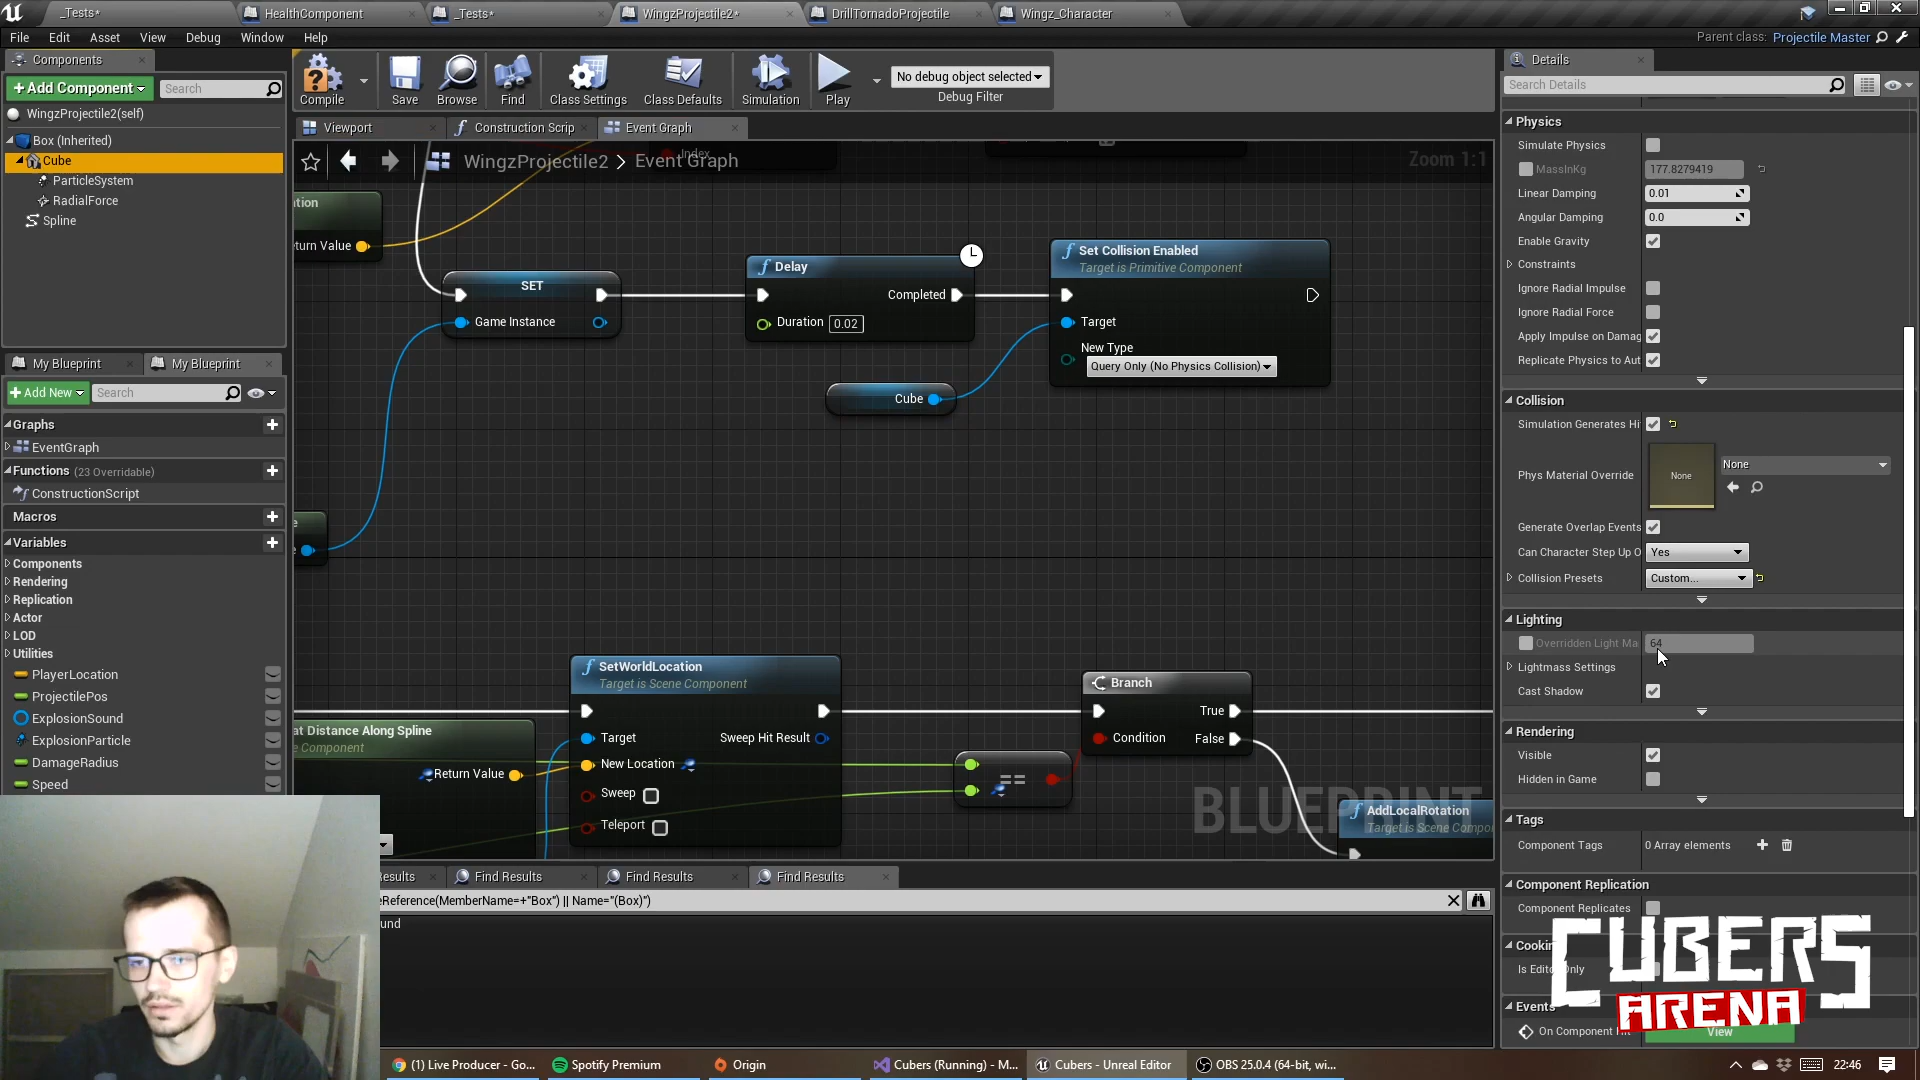 _Tests*
HealthComponent
_Tests*
WingzProjectile2*
DrillTornadoProjectile
Wingz_Character
File Edit Asset View Debug Window Help
Parent class: Projectile Master
Components
+ Add Component
Search
WingzProjectile2(self)
Box (Inherited)
Cube
ParticleSystem
RadialForce
Spline
My Blueprint
My Blueprint
+ Add New
Search
Graphs
EventGraph
Functions (23 Overridable)
ConstructionScript
Macros
Variables
Components
Rendering
Replication
Actor
LOD
Utilities
PlayerLocation
ProjectilePos
ExplosionSound
ExplosionParticle
DamageRadius
Speed
Compile
Save
Browse
Find
Class Settings
Class Defaults
Simulation
Play
No debug object selected
Debug Filter
Viewport
Construction Scrip
Event Graph
WingzProjectile2 > Event Graph
Index
Zoom 1:1
ation
eturn Value
SET
Game Instance
Delay
Completed
Duration 0.02
Set Collision Enabled
Target is Primitive Component
Target
New Type
Query Only (No Physics Collision)
Cube
e
e
at Distance Along Spline
e Component
Return Value
SetWorldLocation
Target is Scene Component
Target
Sweep Hit Result
New Location
Sweep
Teleport
==
Branch
True
Condition
False
BLUEPRINT
AddLocalRotation
Target is Scene Compo
esults
Find Results
Find Results
Find Results
eReference(MemberName=+"Box") || Name="(Box)")
und
Details
Search Details
Physics
Simulate Physics
MassInKg 177.8279419
Linear Damping 0.01
Angular Damping 0.0
Enable Gravity
Constraints
Ignore Radial Impulse
Ignore Radial Force
Apply Impulse on Damag
Replicate Physics to Aut
Collision
Simulation Generates Hi
Phys Material Override
None
None
Generate Overlap Events
Can Character Step Up O Yes
Collision Presets Custom...
Lighting
Overridden Light Ma 64
Lightmass Settings
Cast Shadow
Rendering
Visible
Hidden in Game
Tags
Component Tags 0 Array elements
Component Replication
Component Replicates
Cookin
Is Edito Only
Events
On Component Hit
View
CUBERS
ARENA
(1) Live Producer - Go...
Spotify Premium
Origin
Cubers (Running) - M...
Cubers - Unreal Editor
OBS 25.0.4 (64-bit, wi...
22:46